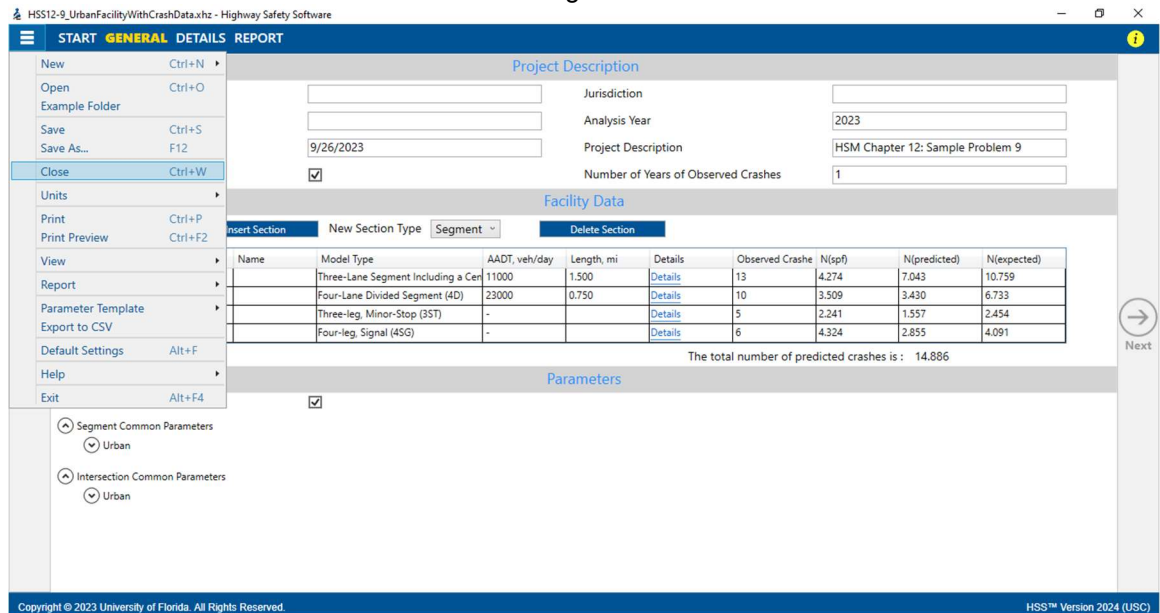 HSS12-9_UrbanFacilityWithCrashData.xhz - Highway Safety Software
START GENERAL DETAILS REPORT
New Ctrl+N
Open Ctrl+O
Example Folder
Save Ctrl+S
Save As... F12
Close Ctrl+W
Units
Print Ctrl+P
Print Preview Ctrl+F2
View
Report
Parameter Template
Export to CSV
Default Settings Alt+F
Help
Exit Alt+F4
Project Description
Jurisdiction
Analysis Year 2023
9/26/2023 Project Description HSM Chapter 12: Sample Problem 9
Number of Years of Observed Crashes 1
Facility Data
Insert Section New Section Type Segment Delete Section
Name Model Type AADT, veh/day Length, mi Details Observed Crashe N(spf) N(predicted) N(expected)
Three-Lane Segment Including a Cen 11000 1.500 Details 13 4.274 7.043 10.759
Four-Lane Divided Segment (4D) 23000 0.750 Details 10 3.509 3.430 6.733
Three-leg, Minor-Stop (3ST) - Details 5 2.241 1.557 2.454
Four-leg, Signal (4SG) - Details 6 4.324 2.855 4.091
The total number of predicted crashes is : 14.886
Next
Parameters
Segment Common Parameters
Urban
Intersection Common Parameters
Urban
Copyright © 2023 University of Florida. All Rights Reserved. HSS™ Version 2024 (USC)